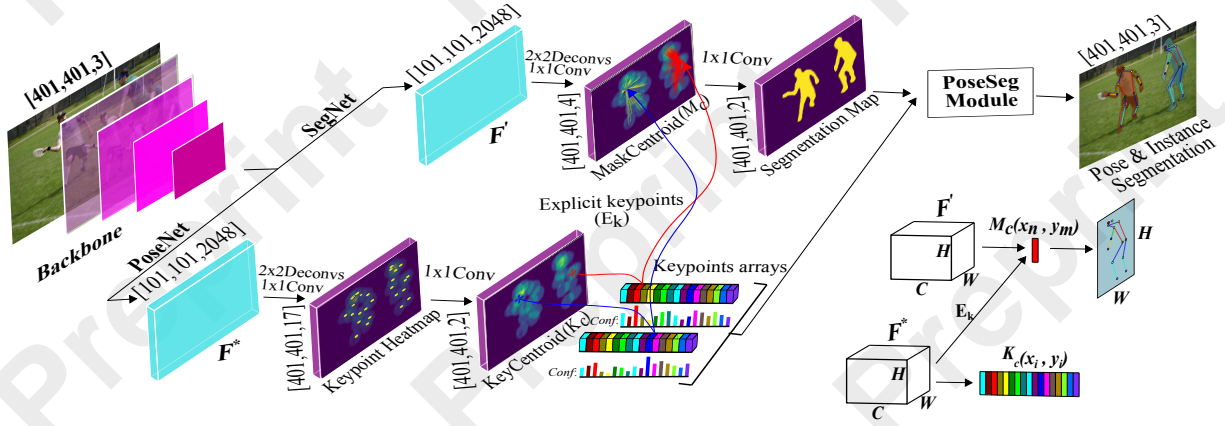 [401,401,3]
Backbone
SegNet
PoseNet
[101,101,2048]
F'
2x2Deconvs
1x1Conv
[401,401,4]
MaskCentroid(Mc)
1x1Conv
[401,401,2]
Segmentation Map
PoseSeg
Module
[401,401,3]
Pose & Instance
Segmentation
Explicit keypoints
(Ek)
[101,101,2048]
F*
2x2Deconvs
1x1Conv
[401,401,17]
Keypoint Heatmap
1x1Conv
[401,401,2]
KeyCentroid(Kc)
Keypoints arrays
Conf:
Conf:
F'
H
W
C
Mc(xn , ym)
H
W
Ek
F*
H
W
C
Kc(xi , yi)
Preprint
Preprint
Preprint